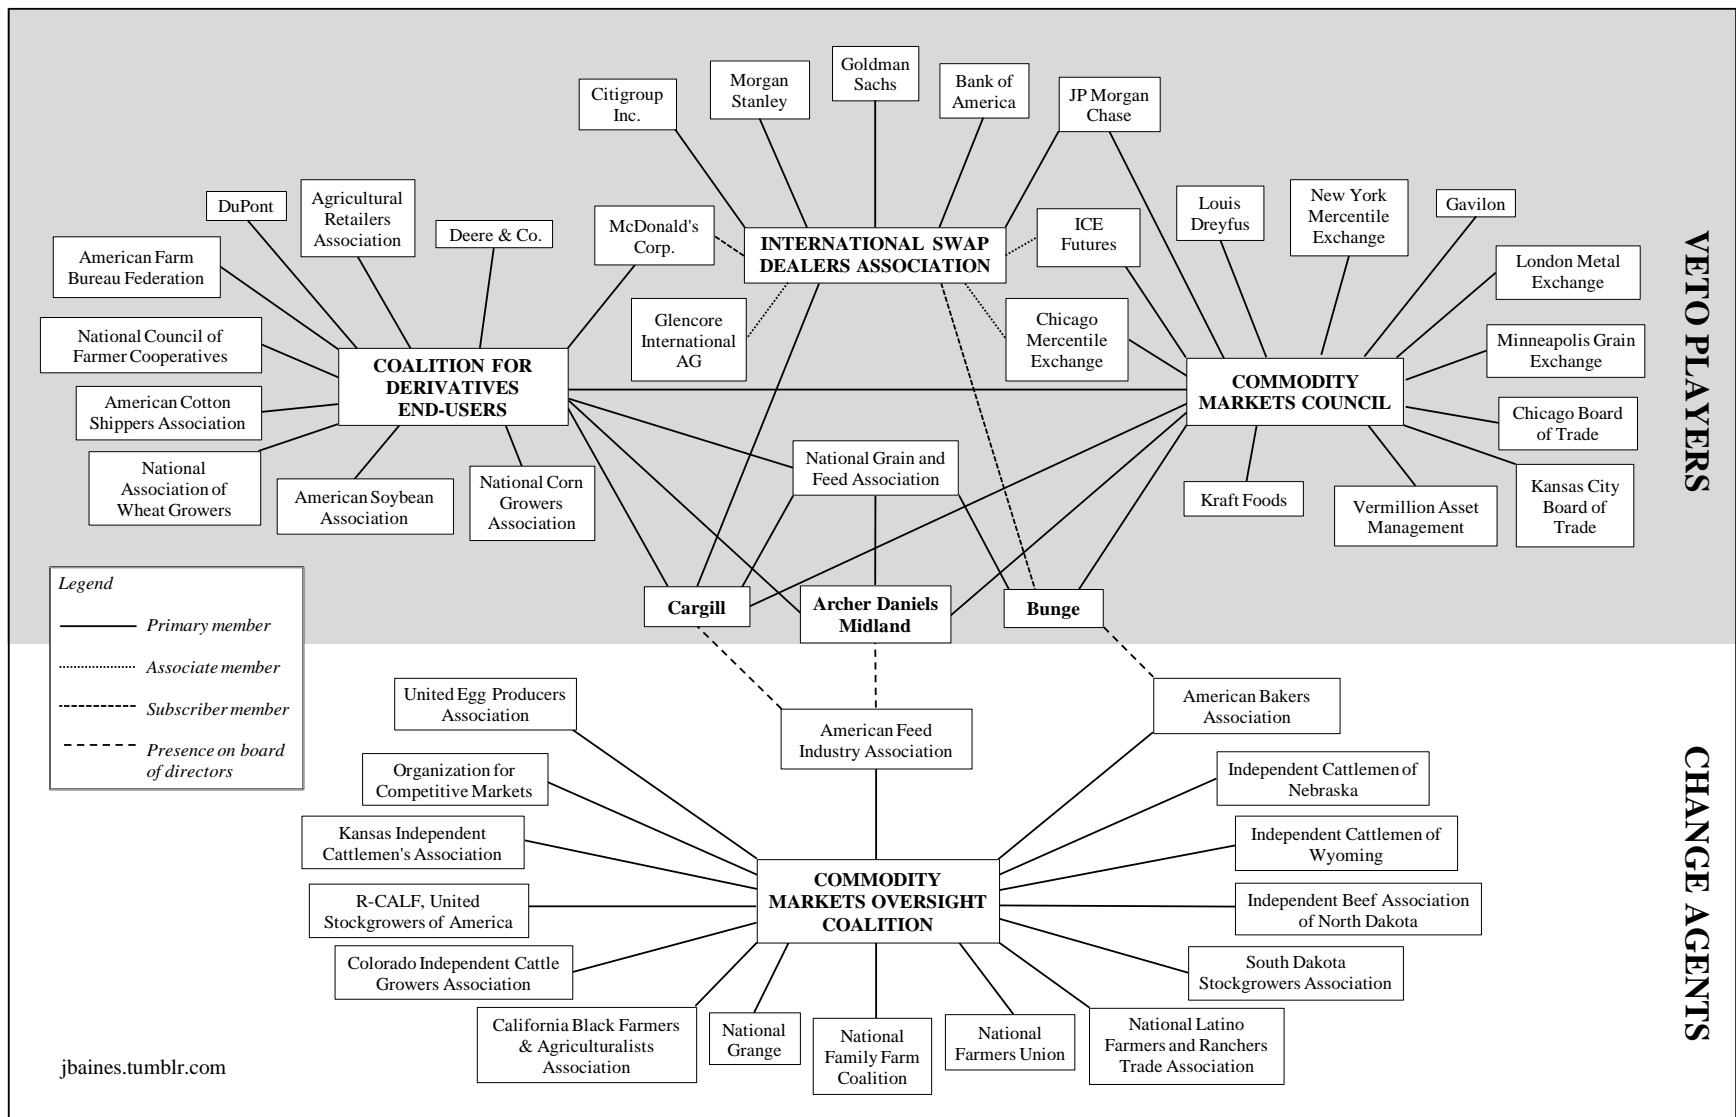 Citigroup
Inc.
Morgan
Stanley
Goldman
Sachs
Bank of
America
JP Morgan
Chase
DuPont
Agricultural
Retailers
Association
Deere & Co.
McDonald's
Corp.
INTERNATIONAL SWAP
DEALERS ASSOCIATION
ICE
Futures
Louis
Dreyfus
New York
Mercentile
Exchange
Gavilon
American Farm
Bureau Federation
London Metal
Exchange
National Council of
Farmer Cooperatives
Glencore
International
AG
Chicago
Mercentile
Exchange
Minneapolis Grain
Exchange
COALITION FOR
DERIVATIVES
END-USERS
COMMODITY
MARKETS COUNCIL
American Cotton
Shippers Association
Chicago Board
of Trade
National
Association of
Wheat Growers
American Soybean
Association
National Corn
Growers
Association
National Grain and
Feed Association
Kraft Foods
Vermillion Asset
Management
Kansas City
Board of
Trade
VETO PLAYERS
Legend
Primary member
Associate member
Subscriber member
Presence on board
of directors
Cargill
Archer Daniels
Midland
Bunge
United Egg Producers
Association
American Feed
Industry Association
American Bakers
Association
Organization for
Competitive Markets
Independent Cattlemen of
Nebraska
Kansas Independent
Cattlemen's Association
Independent Cattlemen of
Wyoming
R-CALF, United
Stockgrowers of America
COMMODITY
MARKETS OVERSIGHT
COALITION
Independent Beef Association
of North Dakota
Colorado Independent Cattle
Growers Association
South Dakota
Stockgrowers Association
California Black Farmers
& Agriculturalists
Association
National
Grange
National
Family Farm
Coalition
National
Farmers Union
National Latino
Farmers and Ranchers
Trade Association
CHANGE AGENTS
jbaines.tumblr.com